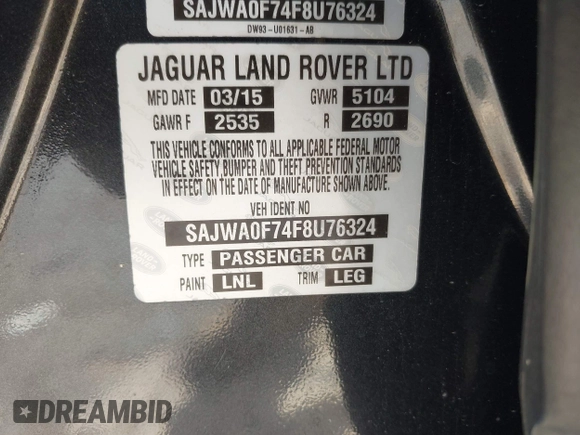 SAJWA0F74F8U76324
DW93-U01631-AB
JAGUAR LAND ROVER LTD
MFD DATE 03/15 GVWR 5104
GAWR F 2535 R 2690
THIS VEHICLE CONFORMS TO ALL APPLICABLE FEDERAL MOTOR
VEHICLE SAFETY,BUMPER AND THEFT PREVENTION STANDARDS
IN EFFECT ON THE DATE OF MANUFACTURE SHOWN ABOVE.
VEH IDENT NO
SAJWA0F74F8U76324
TYPE PASSENGER CAR
PAINT LNL TRIM LEG
DREAMBID